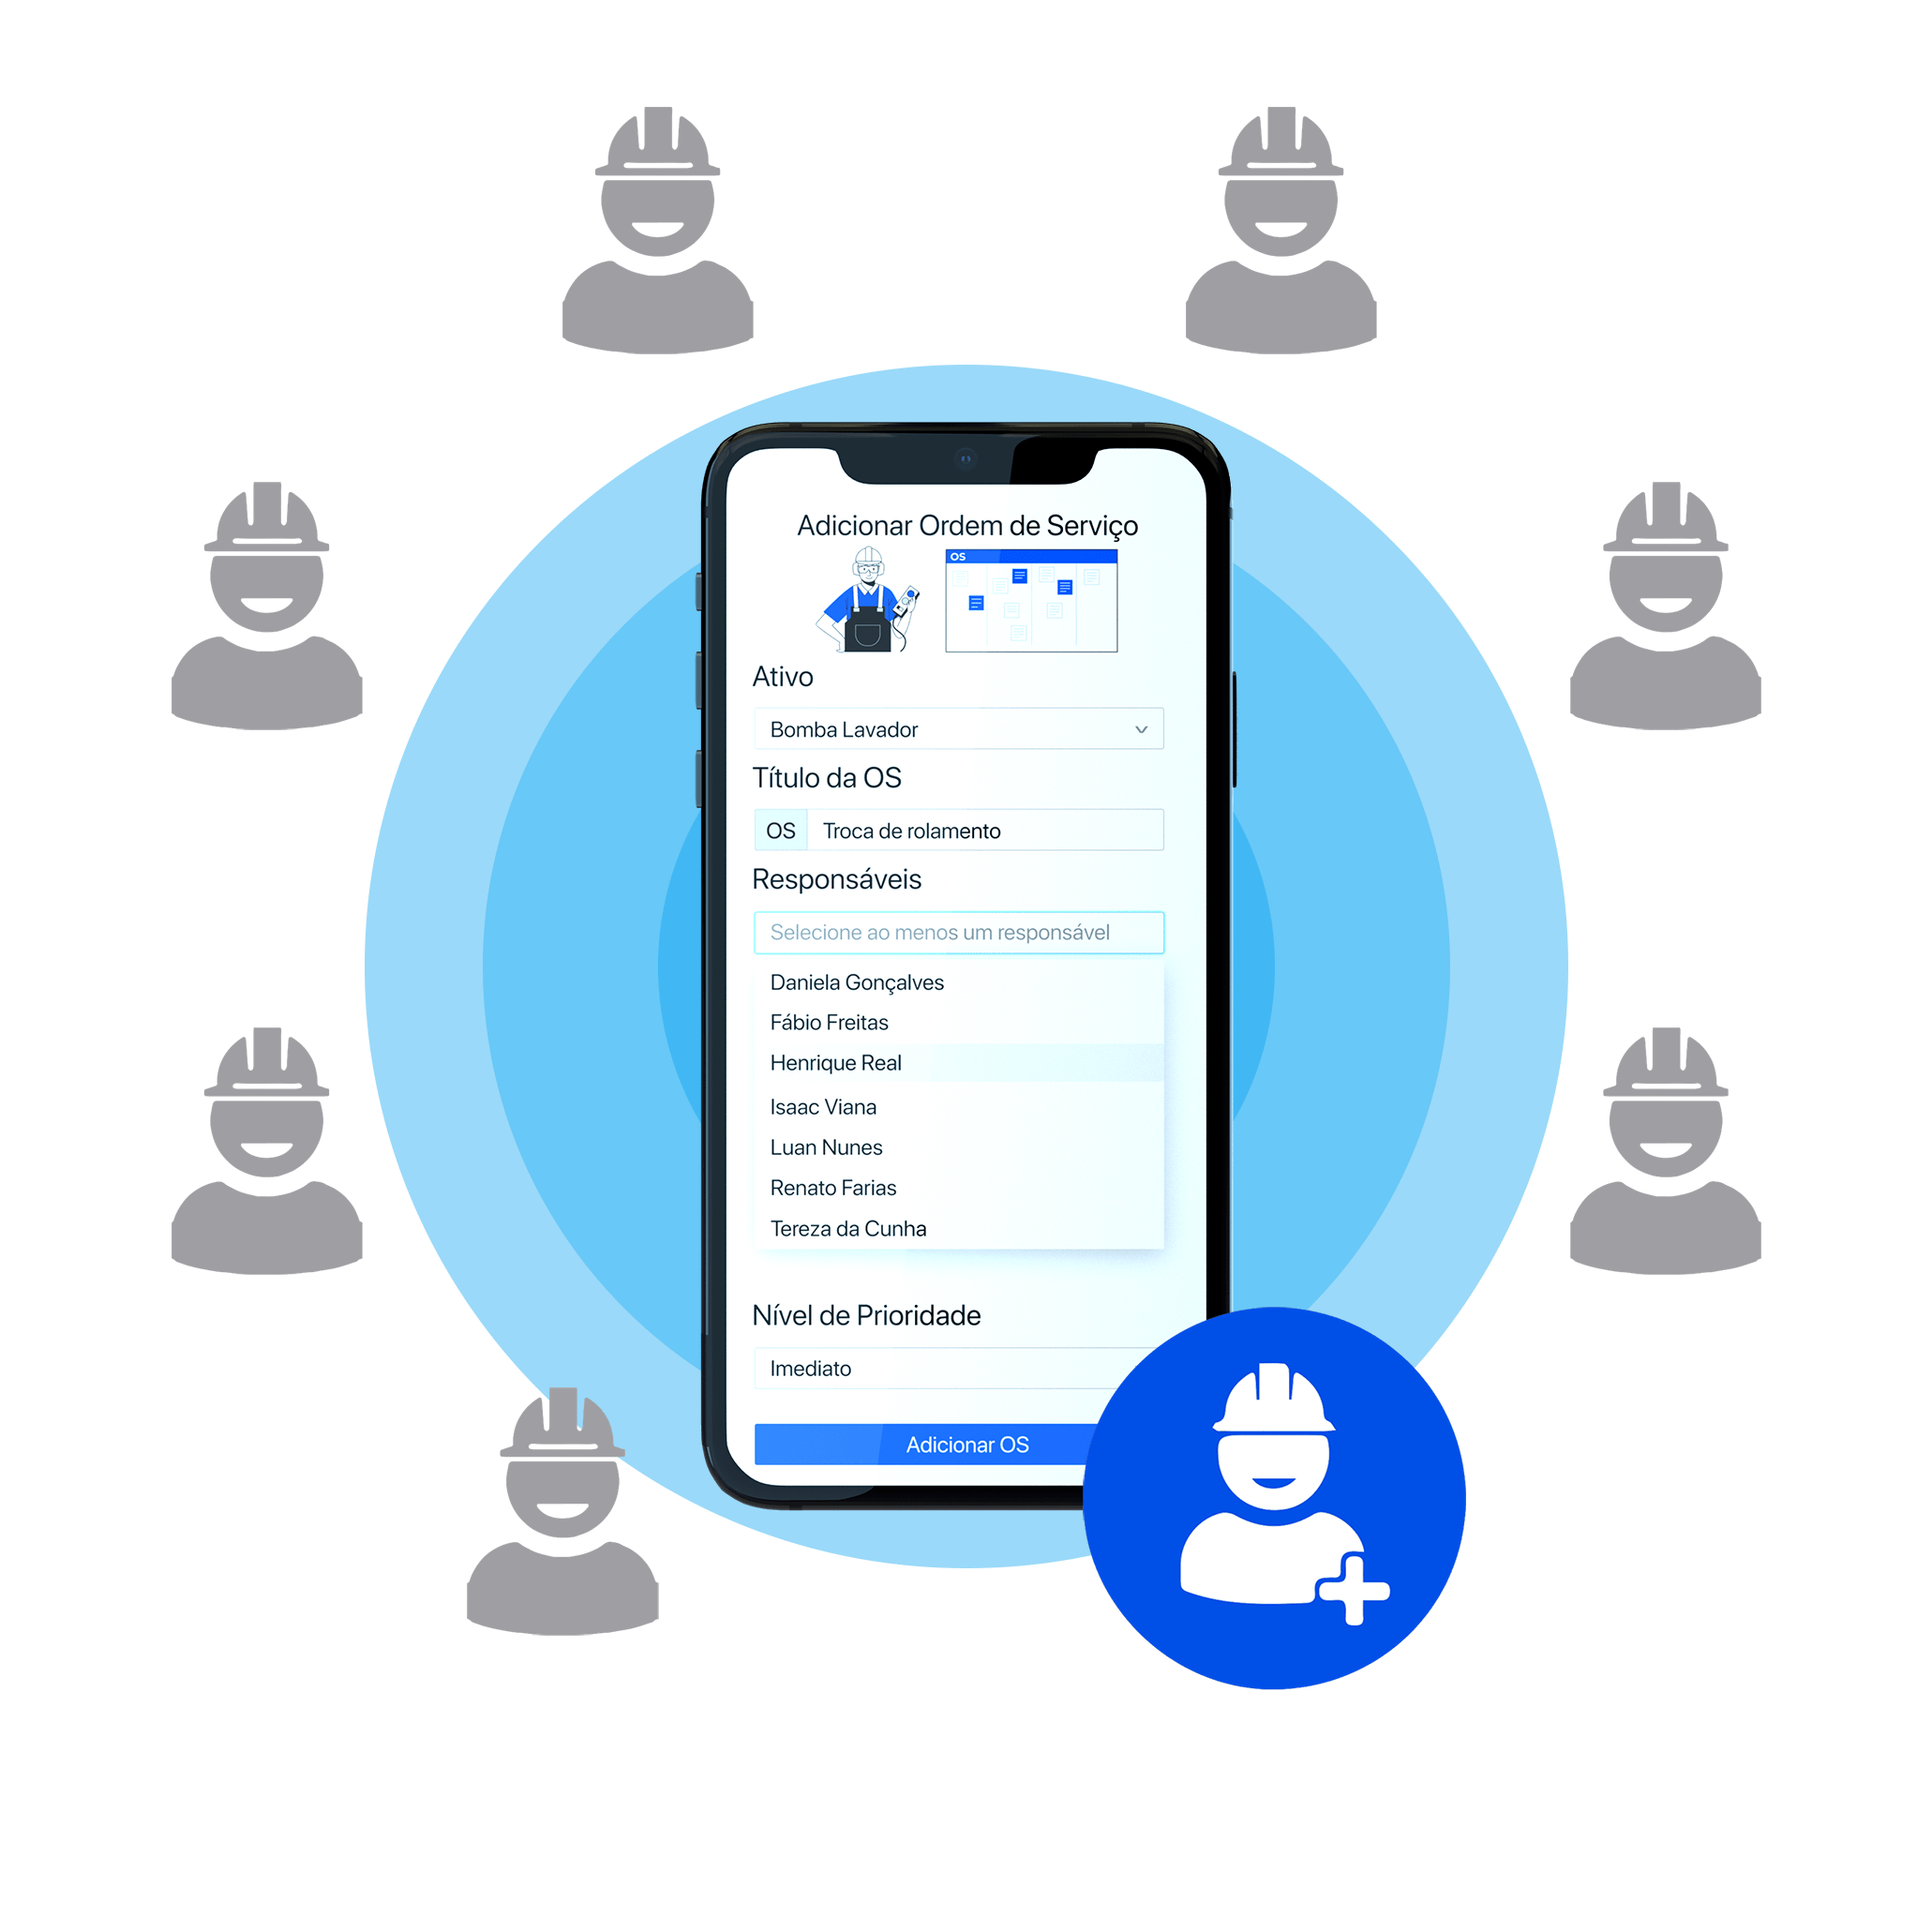 Adicionar Ordem de Serviço
OS
Ativo
Bomba Lavador
Título da OS
OS Troca de rolamento
Responsáveis
Selecione ao menos um responsável
Daniela Gonçalves
Fábio Freitas
Henrique Real
Isaac Viana
Luan Nunes
Renato Farias
Tereza da Cunha
Nível de Prioridade
Imediato
Adicionar OS